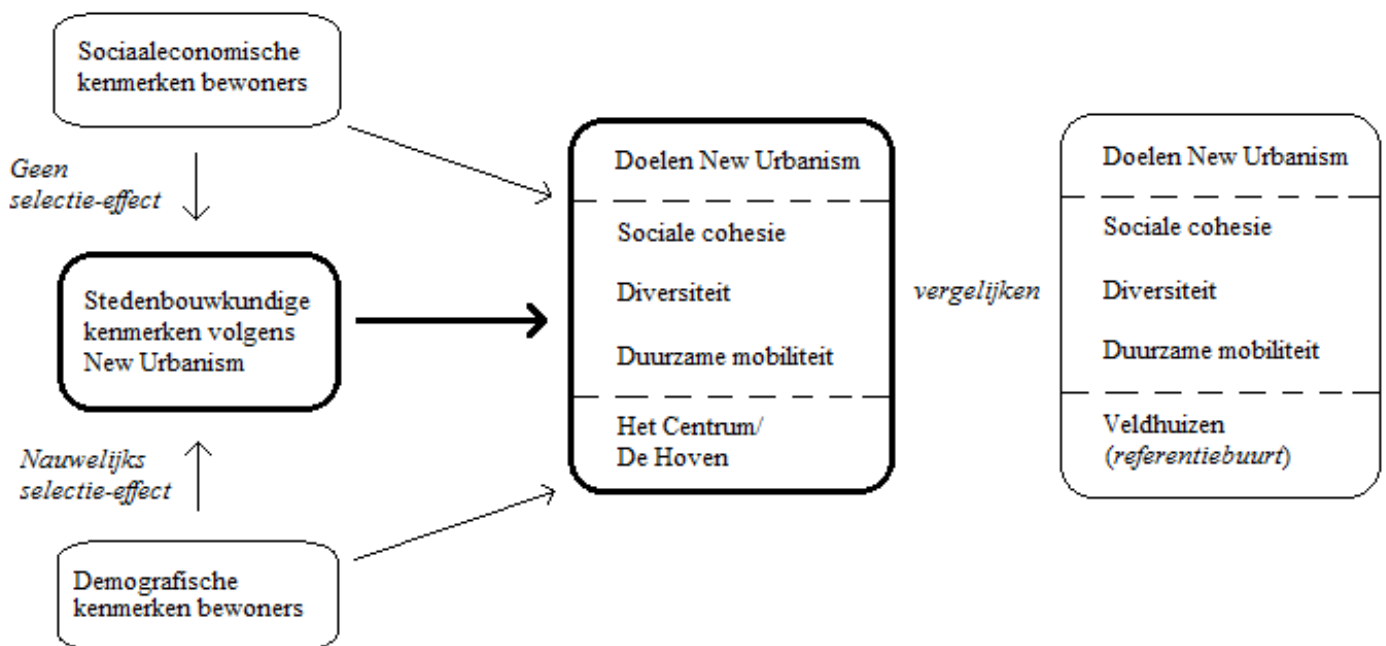 Sociaaleconomische
kenmerken bewoners
Geen
selectie-effect
Stedenbouwkundige
kenmerken volgens
New Urbanism
Nauwelijks
selectie-effect
Demografische
kenmerken bewoners
Doelen New Urbanism
Sociale cohesie
Diversiteit
Duurzame mobiliteit
Het Centrum/
De Hoven
vergelijken
Doelen New Urbanism
Sociale cohesie
Diversiteit
Duurzame mobiliteit
Veldhuizen
(referentiebuurt)